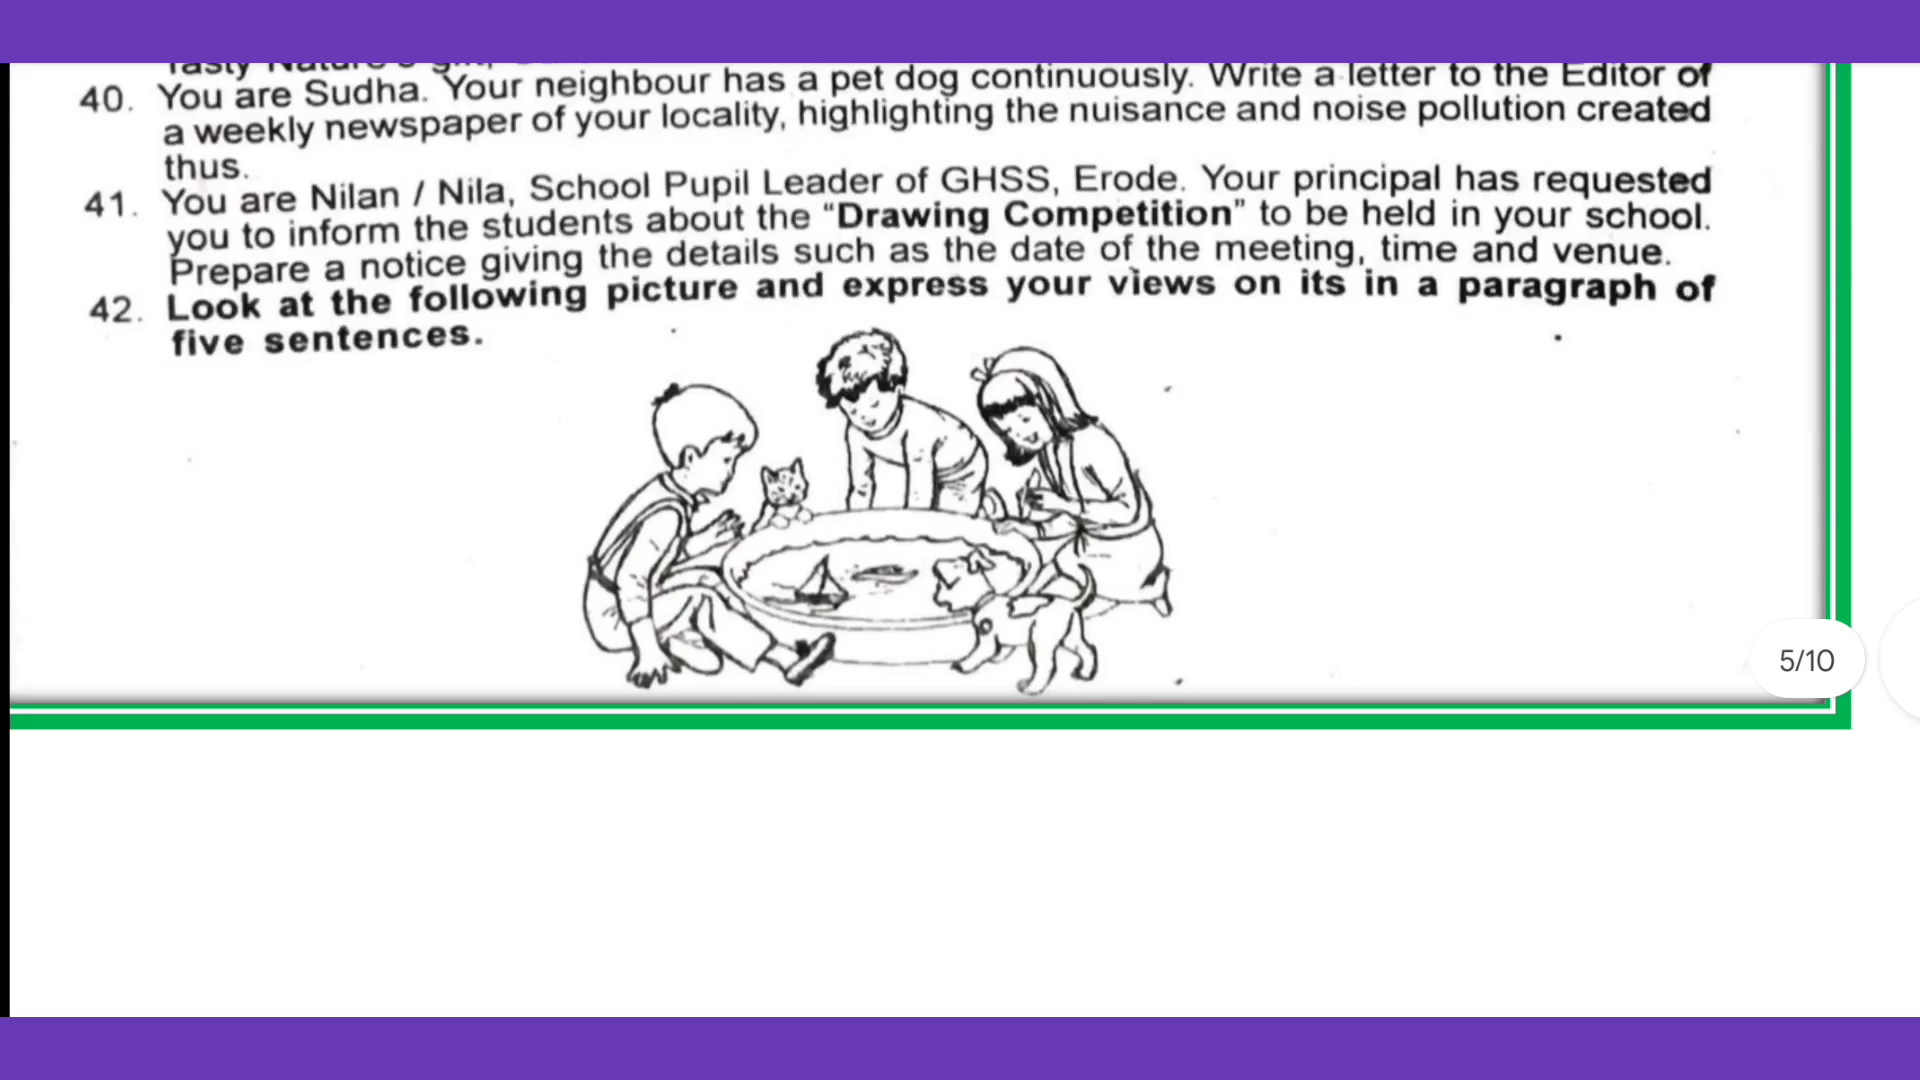 Tasty Nature's
40. You are Sudha. Your neighbour has a pet dog continuously. Write a letter to the Editor of
a weekly newspaper of your locality, highlighting the nuisance and noise pollution created
thus.
41. You are Nilan / Nila, School Pupil Leader of GHSS, Erode. Your principal has requested
you to inform the students about the "Drawing Competition" to be held in your school.
Prepare a notice giving the details such as the date of the meeting, time and venue.
42. Look at the following picture and express your views on its in a paragraph of
five sentences.
5/10